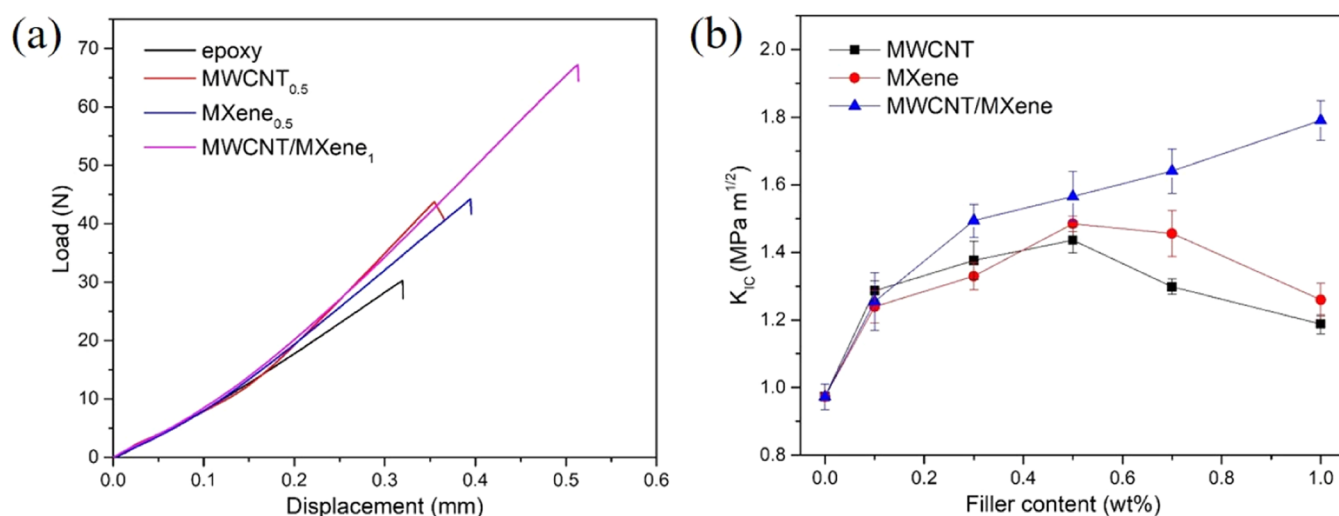 (a)
70
60
50
40
30
20
10
0
Load (N)
epoxy
MWCNT0.5
MXene0.5
MWCNT/MXene1
0.0 0.1 0.2 0.3 0.4 0.5 0.6
Displacement (mm)
(b)
2.0
1.8
1.6
1.4
1.2
1.0
0.8
KIC (MPa m1/2)
MWCNT
MXene
MWCNT/MXene
0.0 0.2 0.4 0.6 0.8 1.0
Filler content (wt%)